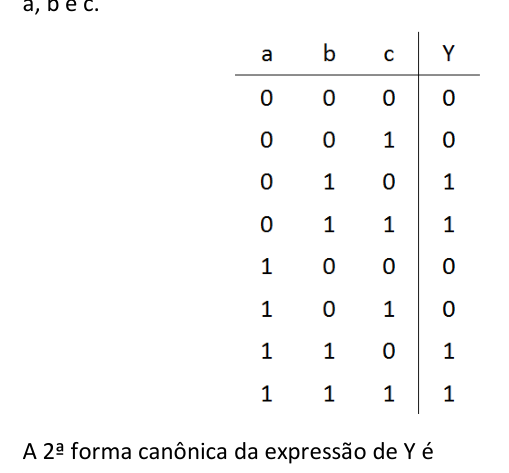 a, b e c.
a b c Y
0 0 0 0
0 0 1 0
0 1 0 1
0 1 1 1
1 0 0 0
1 0 1 0
1 1 0 1
1 1 1 1
A 2ª forma canônica da expressão de Y é